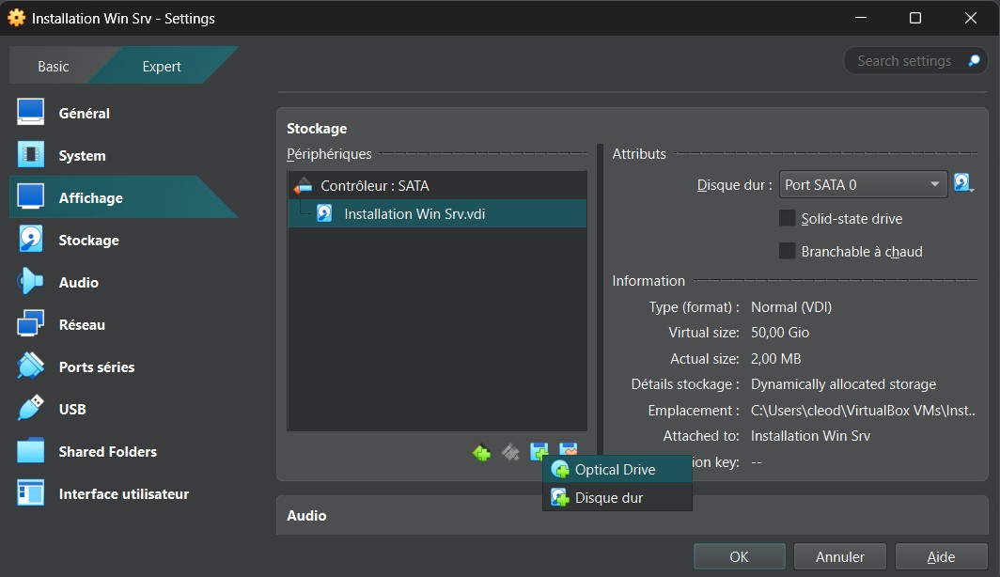 Installation Win Srv - Settings
Basic
Expert
Search settings
Général
System
Affichage
Stockage
Audio
Réseau
Ports séries
USB
Shared Folders
Interface utilisateur
Stockage
Périphériques
Contrôleur : SATA
Installation Win Srv.vdi
Attributs
Disque dur : Port SATA 0
Solid-state drive
Branchable à chaud
Information
Type (format) : Normal (VDI)
Virtual size: 50,00 Gio
Actual size: 2,00 MB
Détails stockage : Dynamically allocated storage
Emplacement : C:\Users\cleod\VirtualBox VMs\Inst..
Attached to: Installation Win Srv
ion key: --
Optical Drive
Disque dur
Audio
OK
Annuler
Aide